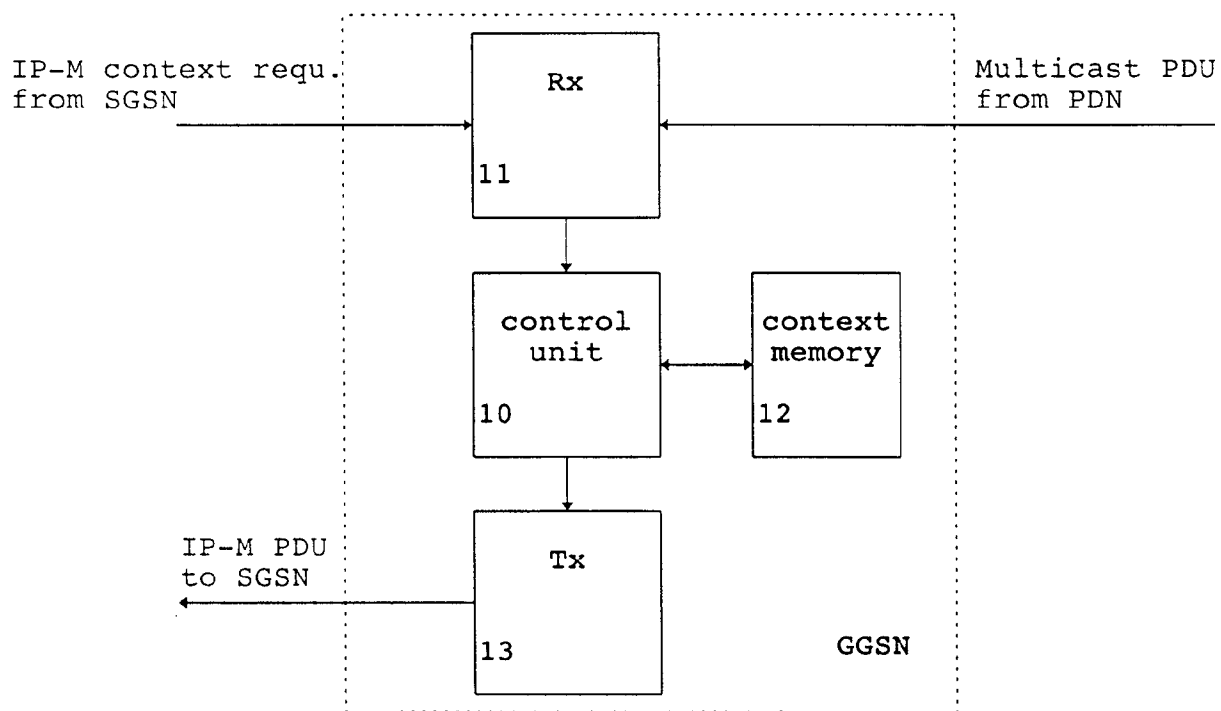 IP-M context requ.
from SGSN
Rx
11
Multicast PDU
from PDN
control
unit
10
context
memory
12
IP-M PDU
to SGSN
Tx
13
GGSN